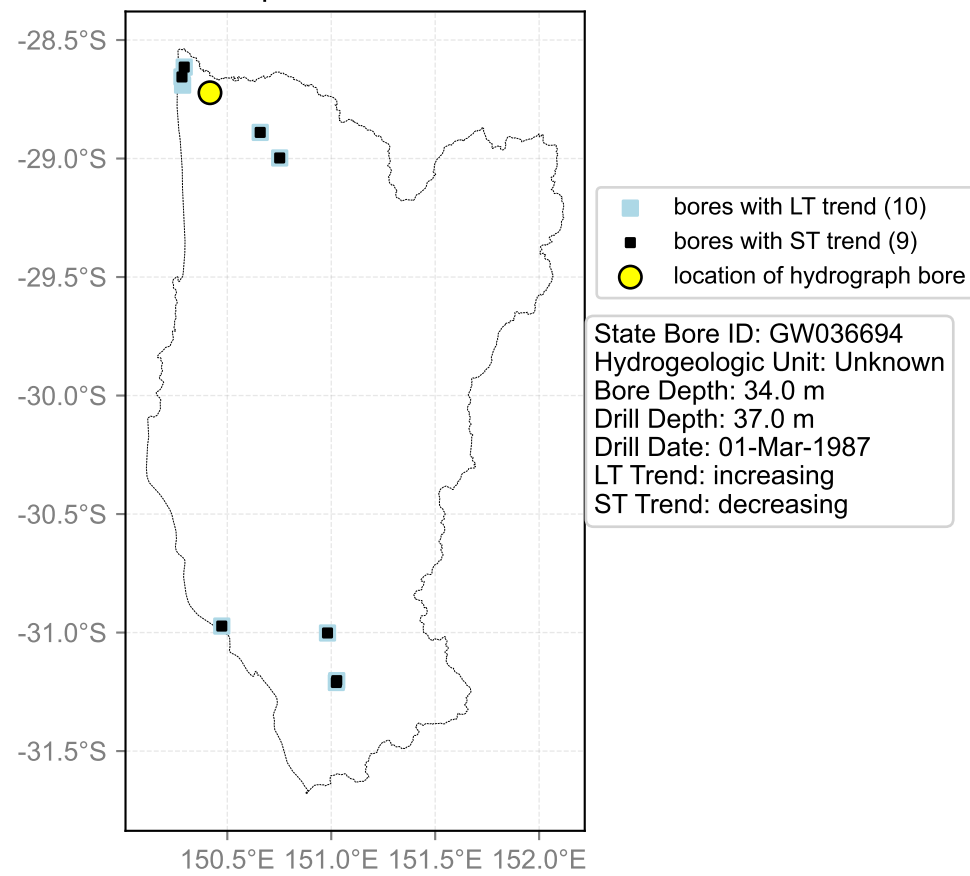 -28.5°S
-29.0°S
-29.5°S
-30.0°S
-30.5°S
-31.0°S
-31.5°S
150.5°E 151.0°E 151.5°E 152.0°E
bores with LT trend (10)
bores with ST trend (9)
location of hydrograph bore
State Bore ID: GW036694
Hydrogeologic Unit: Unknown
Bore Depth: 34.0 m
Drill Depth: 37.0 m
Drill Date: 01-Mar-1987
LT Trend: increasing
ST Trend: decreasing